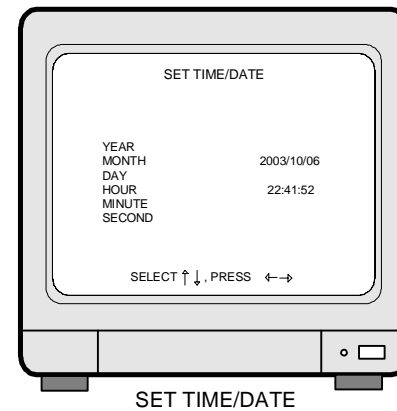 SET TIME/DATE
YEAR
MONTH 2003/10/06
DAY
HOUR 22:41:52
MINUTE
SECOND
SELECT ↑↓, PRESS ←→
SET TIME/DATE